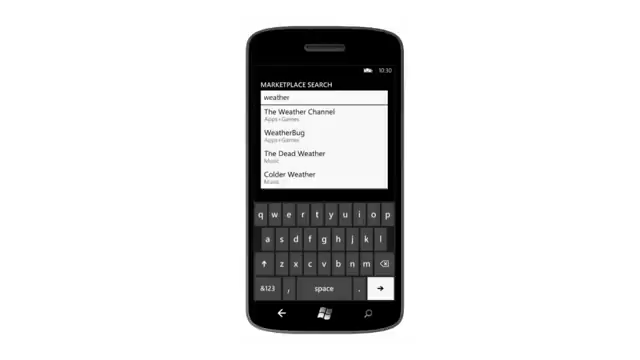 10:30
MARKETPLACE SEARCH
weather
The Weather Channel
Apps+Games
WeatherBug
Apps+Games
The Dead Weather
Music
Colder Weather
Music
q w e r t y u i o p
a s d f g h j k l
z x c v b n m
&123 , space .